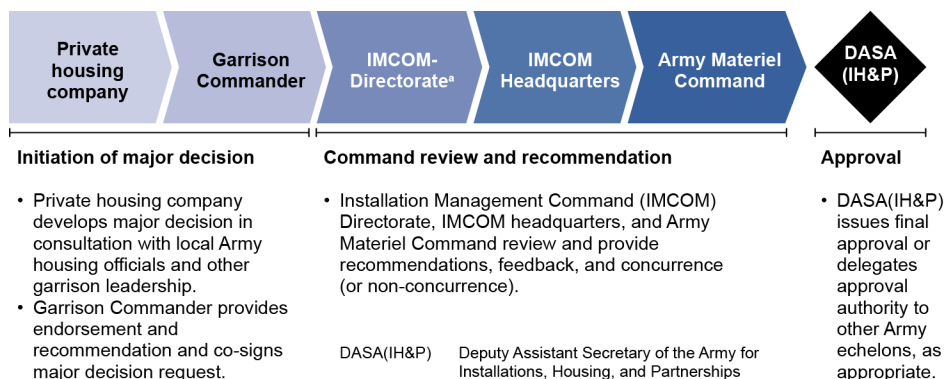 Private
housing
company
Garrison
Commander
IMCOM-
Directorateᵃ
IMCOM
Headquarters
Army Materiel
Command
DASA
(IH&P)
Initiation of major decision
• Private housing company
develops major decision in
consultation with local Army
housing officials and other
garrison leadership.
• Garrison Commander provides
endorsement and
recommendation and co-signs
major decision request.
Command review and recommendation
• Installation Management Command (IMCOM)
Directorate, IMCOM headquarters, and Army
Materiel Command review and provide
recommendations, feedback, and concurrence
(or non-concurrence).
DASA(IH&P) Deputy Assistant Secretary of the Army for
Installations, Housing, and Partnerships
Approval
• DASA(IH&P)
issues final
approval or
delegates
approval
authority to
other Army
echelons, as
appropriate.